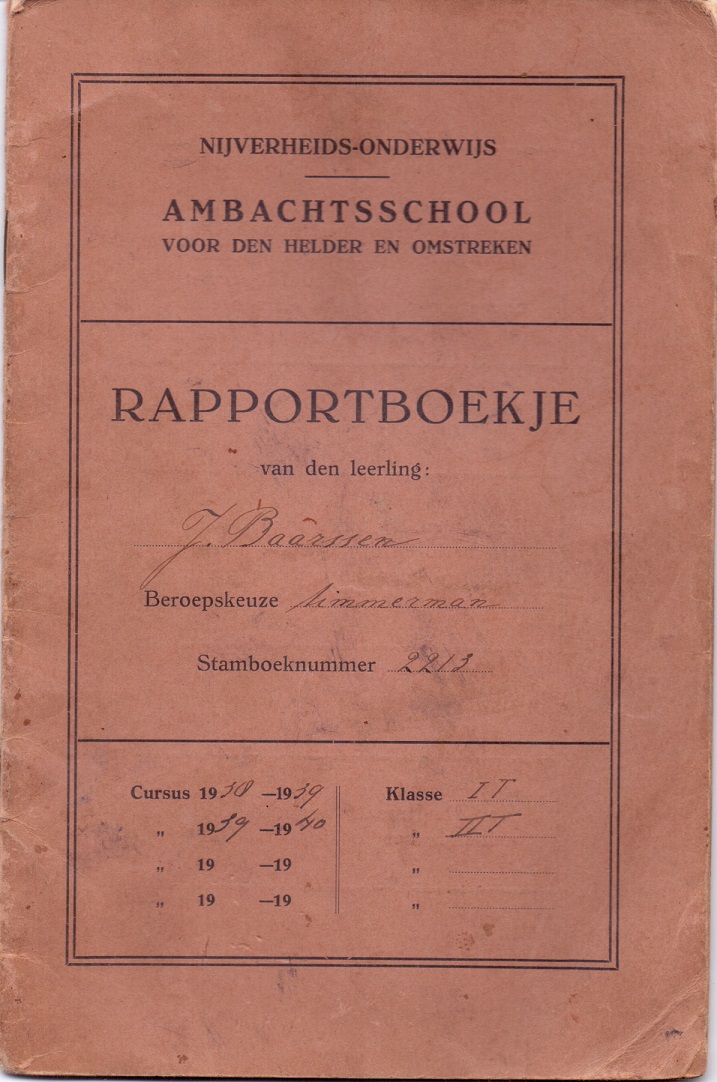 NIJVERHEIDS-ONDERWIJS
AMBACHTSSCHOOL
VOOR DEN HELDER EN OMSTREKEN
RAPPORTBOEKJE
van den leerling:
J. Baarssen
Beroepskeuze timmerman
Stamboeknummer 2213
Cursus 1938 —1939 Klasse I T
„ 1939 —1940 „ II T
„ 19 —19 „
„ 19 —19 „